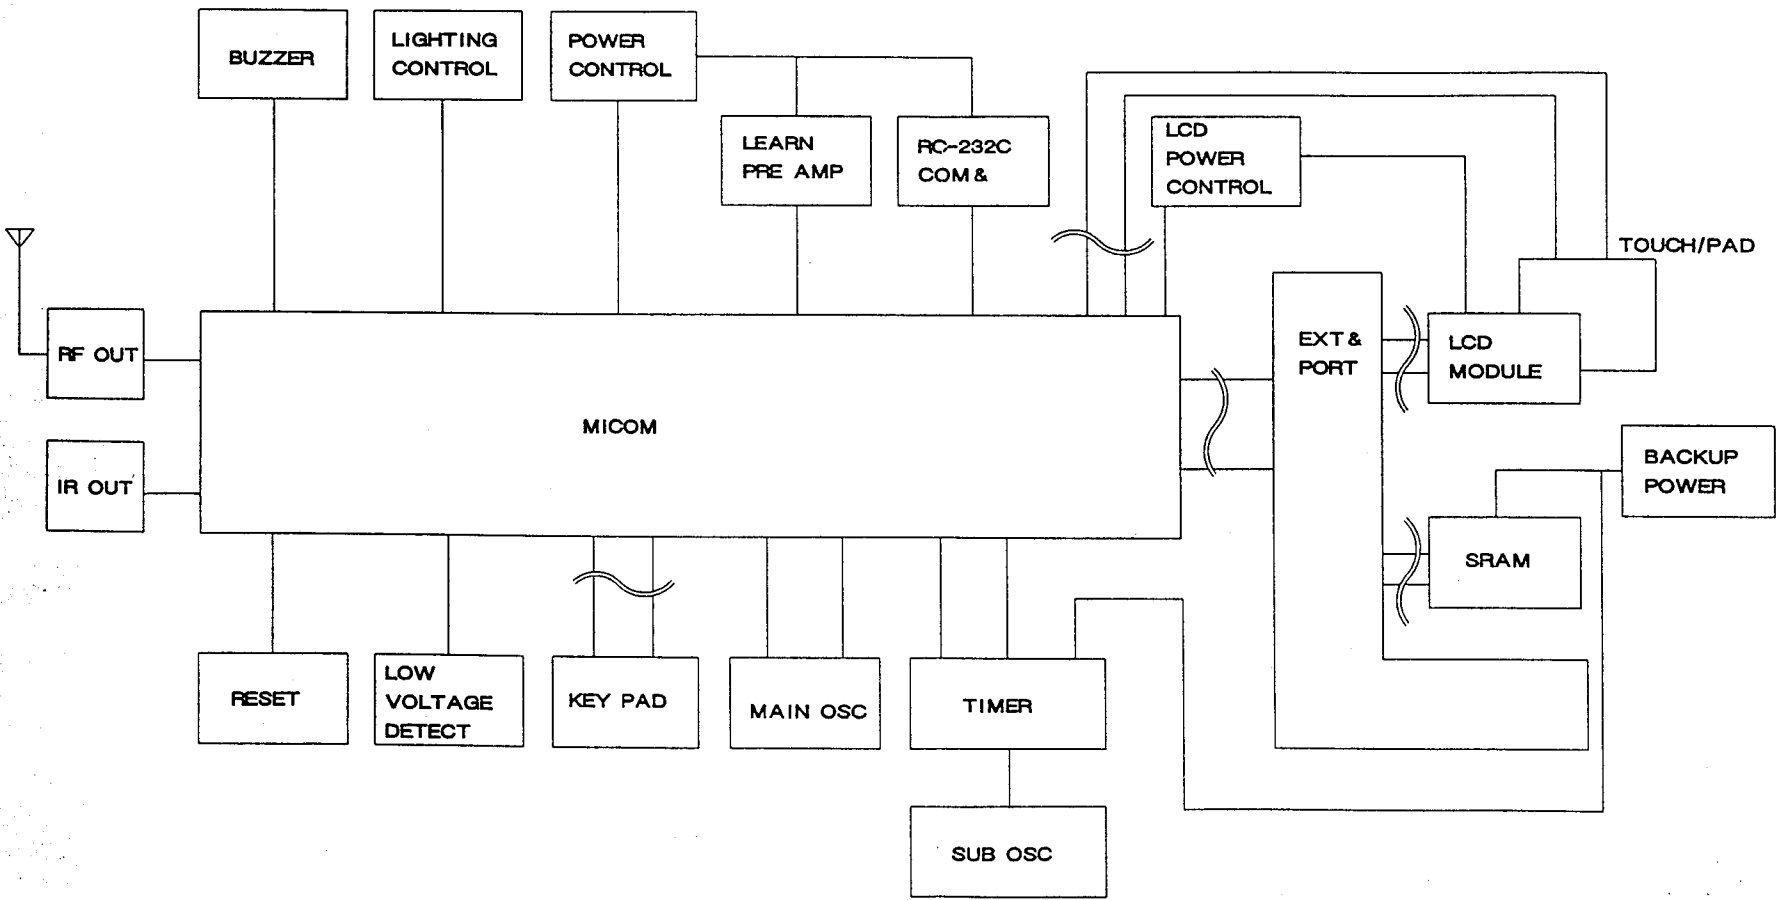 BUZZER
LIGHTING
CONTROL
POWER
CONTROL
LEARN
PRE AMP
RC-232C
COM &
LCD
POWER
CONTROL
TOUCH/PAD
RF OUT
IR OUT
MICOM
EXT &
PORT
LCD
MODULE
BACKUP
POWER
SRAM
RESET
LOW
VOLTAGE
DETECT
KEY PAD
MAIN OSC
TIMER
SUB OSC